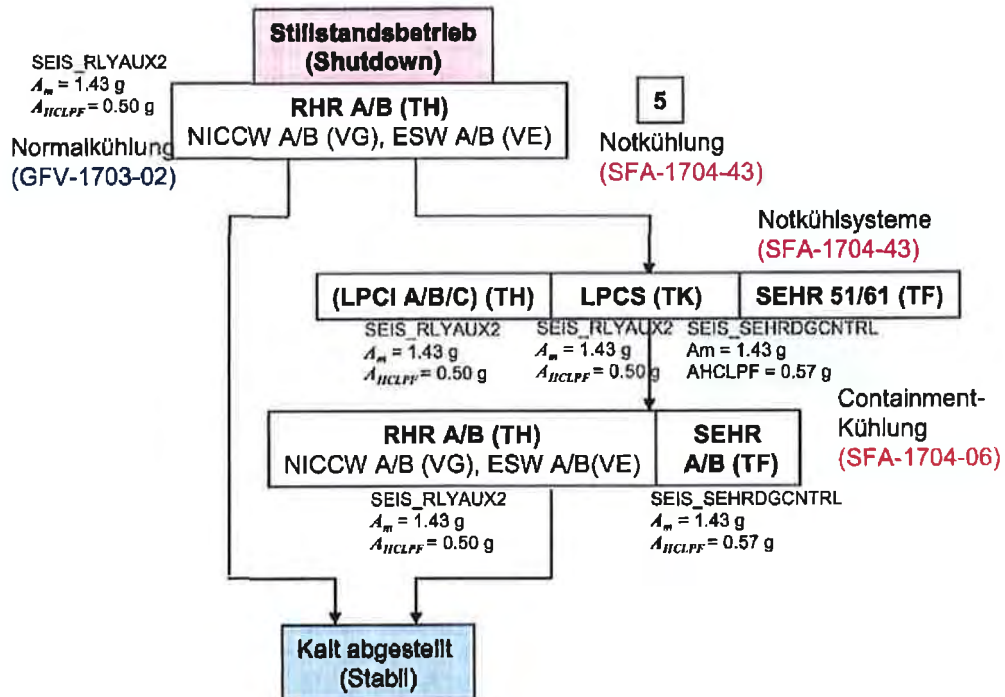 Stillstandsbetrieb
(Shutdown)
SEIS_RLYAUX2
Am = 1.43 g
AHCLPF = 0.50 g
RHR A/B (TH)
NICCW A/B (VG), ESW A/B (VE)
5
Normalkühlung
(GFV-1703-02)
Notkühlung
(SFA-1704-43)
Notkühlsysteme
(SFA-1704-43)
(LPCI A/B/C) (TH)
LPCS (TK)
SEHR 51/61 (TF)
SEIS_RLYAUX2
Am = 1.43 g
AHCLPF = 0.50 g
SEIS_RLYAUX2
Am = 1.43 g
AHCLPF = 0.50 g
SEIS_SEHRDGCNTRL
Am = 1.43 g
AHCLPF = 0.57 g
Containment-
Kühlung
(SFA-1704-06)
RHR A/B (TH)
NICCW A/B (VG), ESW A/B(VE)
SEHR
A/B (TF)
SEIS_RLYAUX2
Am = 1.43 g
AHCLPF = 0.50 g
SEIS_SEHRDGCNTRL
Am = 1.43 g
AHCLPF = 0.57 g
Kalt abgestellt
(Stabil)